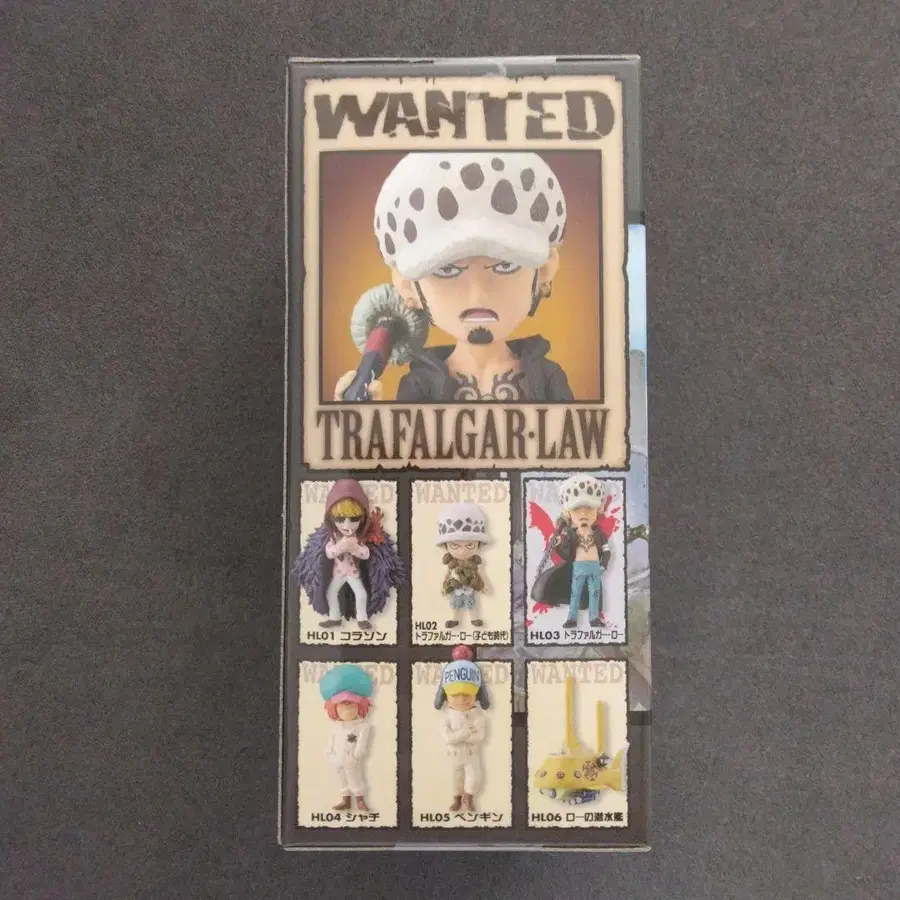 WANTED
TRAFALGAR・LAW
WANTED
WANTED
WANTED
HL01 コラソン
HL02
トラファルガー・ロー(子ども時代)
HL03 トラファルガー・ロー
WANTED
PENGUIN
WANTED
WANTED
HL04 シャチ
HL05 ペンギン
HL06 ローの潜水艦